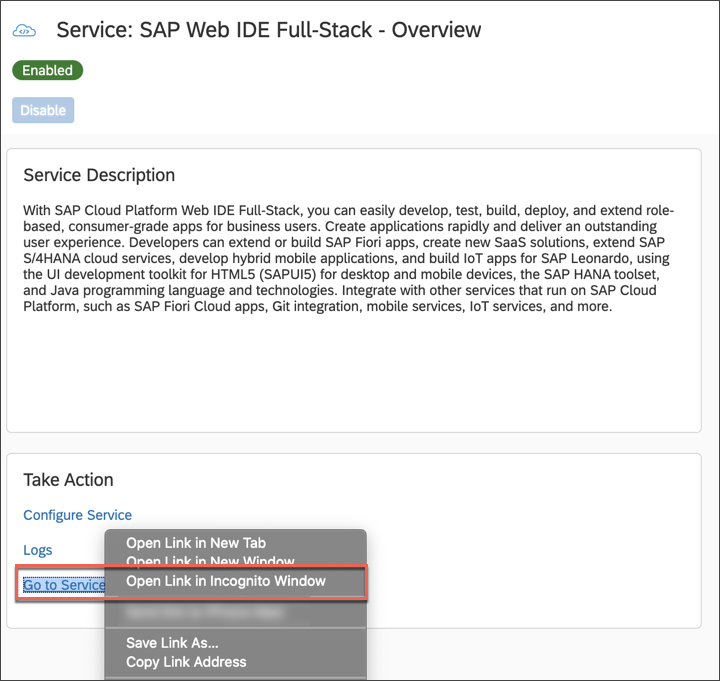 Service: SAP Web IDE Full-Stack - Overview
Enabled
Disable
Service Description
With SAP Cloud Platform Web IDE Full-Stack, you can easily develop, test, build, deploy, and extend role-
based, consumer-grade apps for business users. Create applications rapidly and deliver an outstanding
user experience. Developers can extend or build SAP Fiori apps, create new SaaS solutions, extend SAP
S/4HANA cloud services, develop hybrid mobile applications, and build IoT apps for SAP Leonardo, using
the UI development toolkit for HTML5 (SAPUI5) for desktop and mobile devices, the SAP HANA toolset,
and Java programming language and technologies. Integrate with other services that run on SAP Cloud
Platform, such as SAP Fiori Cloud apps, Git integration, mobile services, IoT services, and more.
Take Action
Configure Service
Logs
Go to Service
Open Link in New Tab
Open Link in New Window
Open Link in Incognito Window
Save Link As...
Copy Link Address